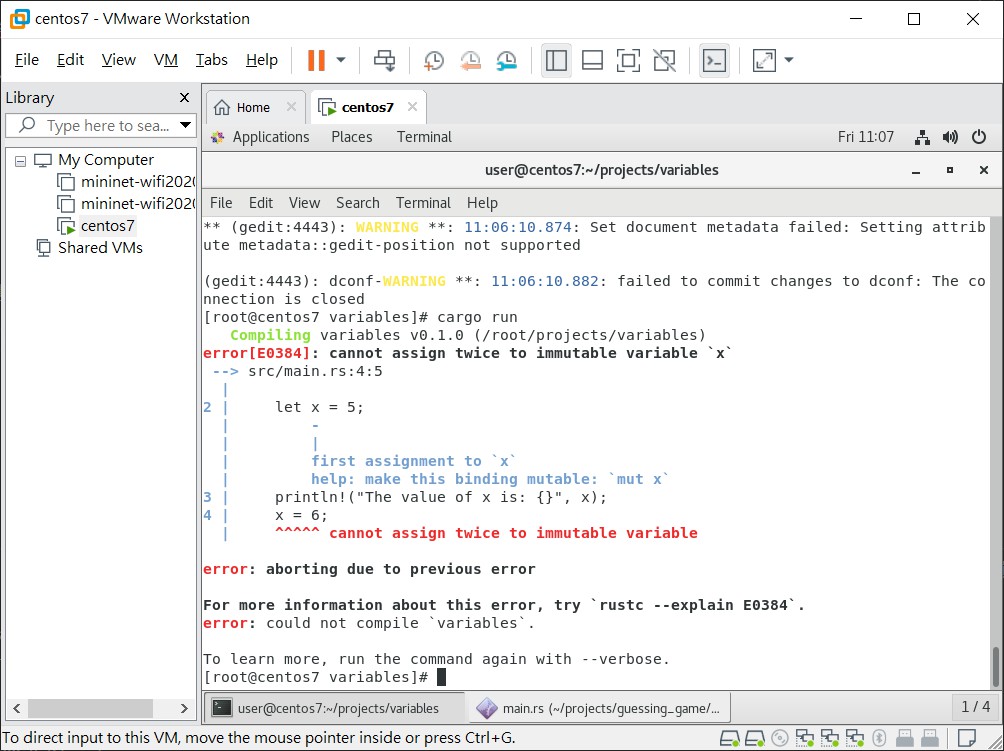 centos7 - VMware Workstation
File Edit View VM Tabs Help
Library
Type here to sea...
My Computer
mininet-wifi202
mininet-wifi202
centos7
Shared VMs
Home
centos7
Applications Places Terminal Fri 11:07
user@centos7:~/projects/variables
File Edit View Search Terminal Help
** (gedit:4443): WARNING **: 11:06:10.874: Set document metadata failed: Setting attrib
ute metadata::gedit-position not supported
(gedit:4443): dconf-WARNING **: 11:06:10.882: failed to commit changes to dconf: The co
nnection is closed
[root@centos7 variables]# cargo run
   Compiling variables v0.1.0 (/root/projects/variables)
error[E0384]: cannot assign twice to immutable variable `x`
 --> src/main.rs:4:5
  |
2 |     let x = 5;
  |         -
  |         |
  |         first assignment to `x`
  |         help: make this binding mutable: `mut x`
3 |     println!("The value of x is: {}", x);
4 |     x = 6;
  |     ^^^^^ cannot assign twice to immutable variable
error: aborting due to previous error
For more information about this error, try `rustc --explain E0384`.
error: could not compile `variables`.
To learn more, run the command again with --verbose.
[root@centos7 variables]#
user@centos7:~/projects/variables
main.rs (~/projects/guessing_game/...
1 / 4
To direct input to this VM, move the mouse pointer inside or press Ctrl+G.